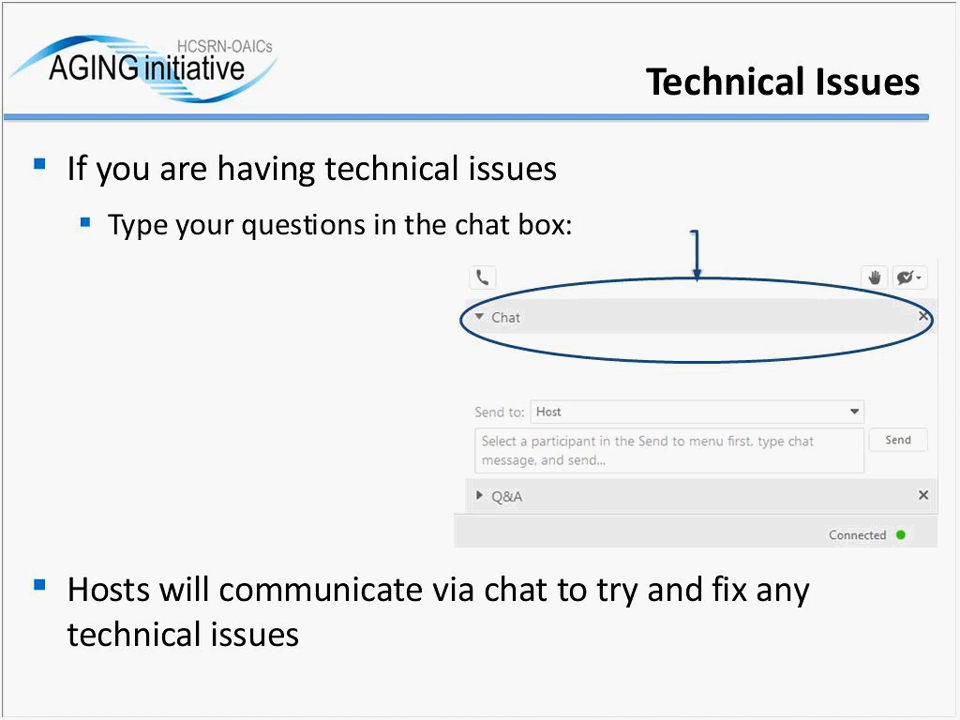 HCSRN-OAICs
AGING initiative
Technical Issues
If you are having technical issues
Type your questions in the chat box:
Chat
Send to: Host
Select a participant in the Send to menu first, type chat
message, and send...
Send
Q&A
Connected
Hosts will communicate via chat to try and fix any
technical issues